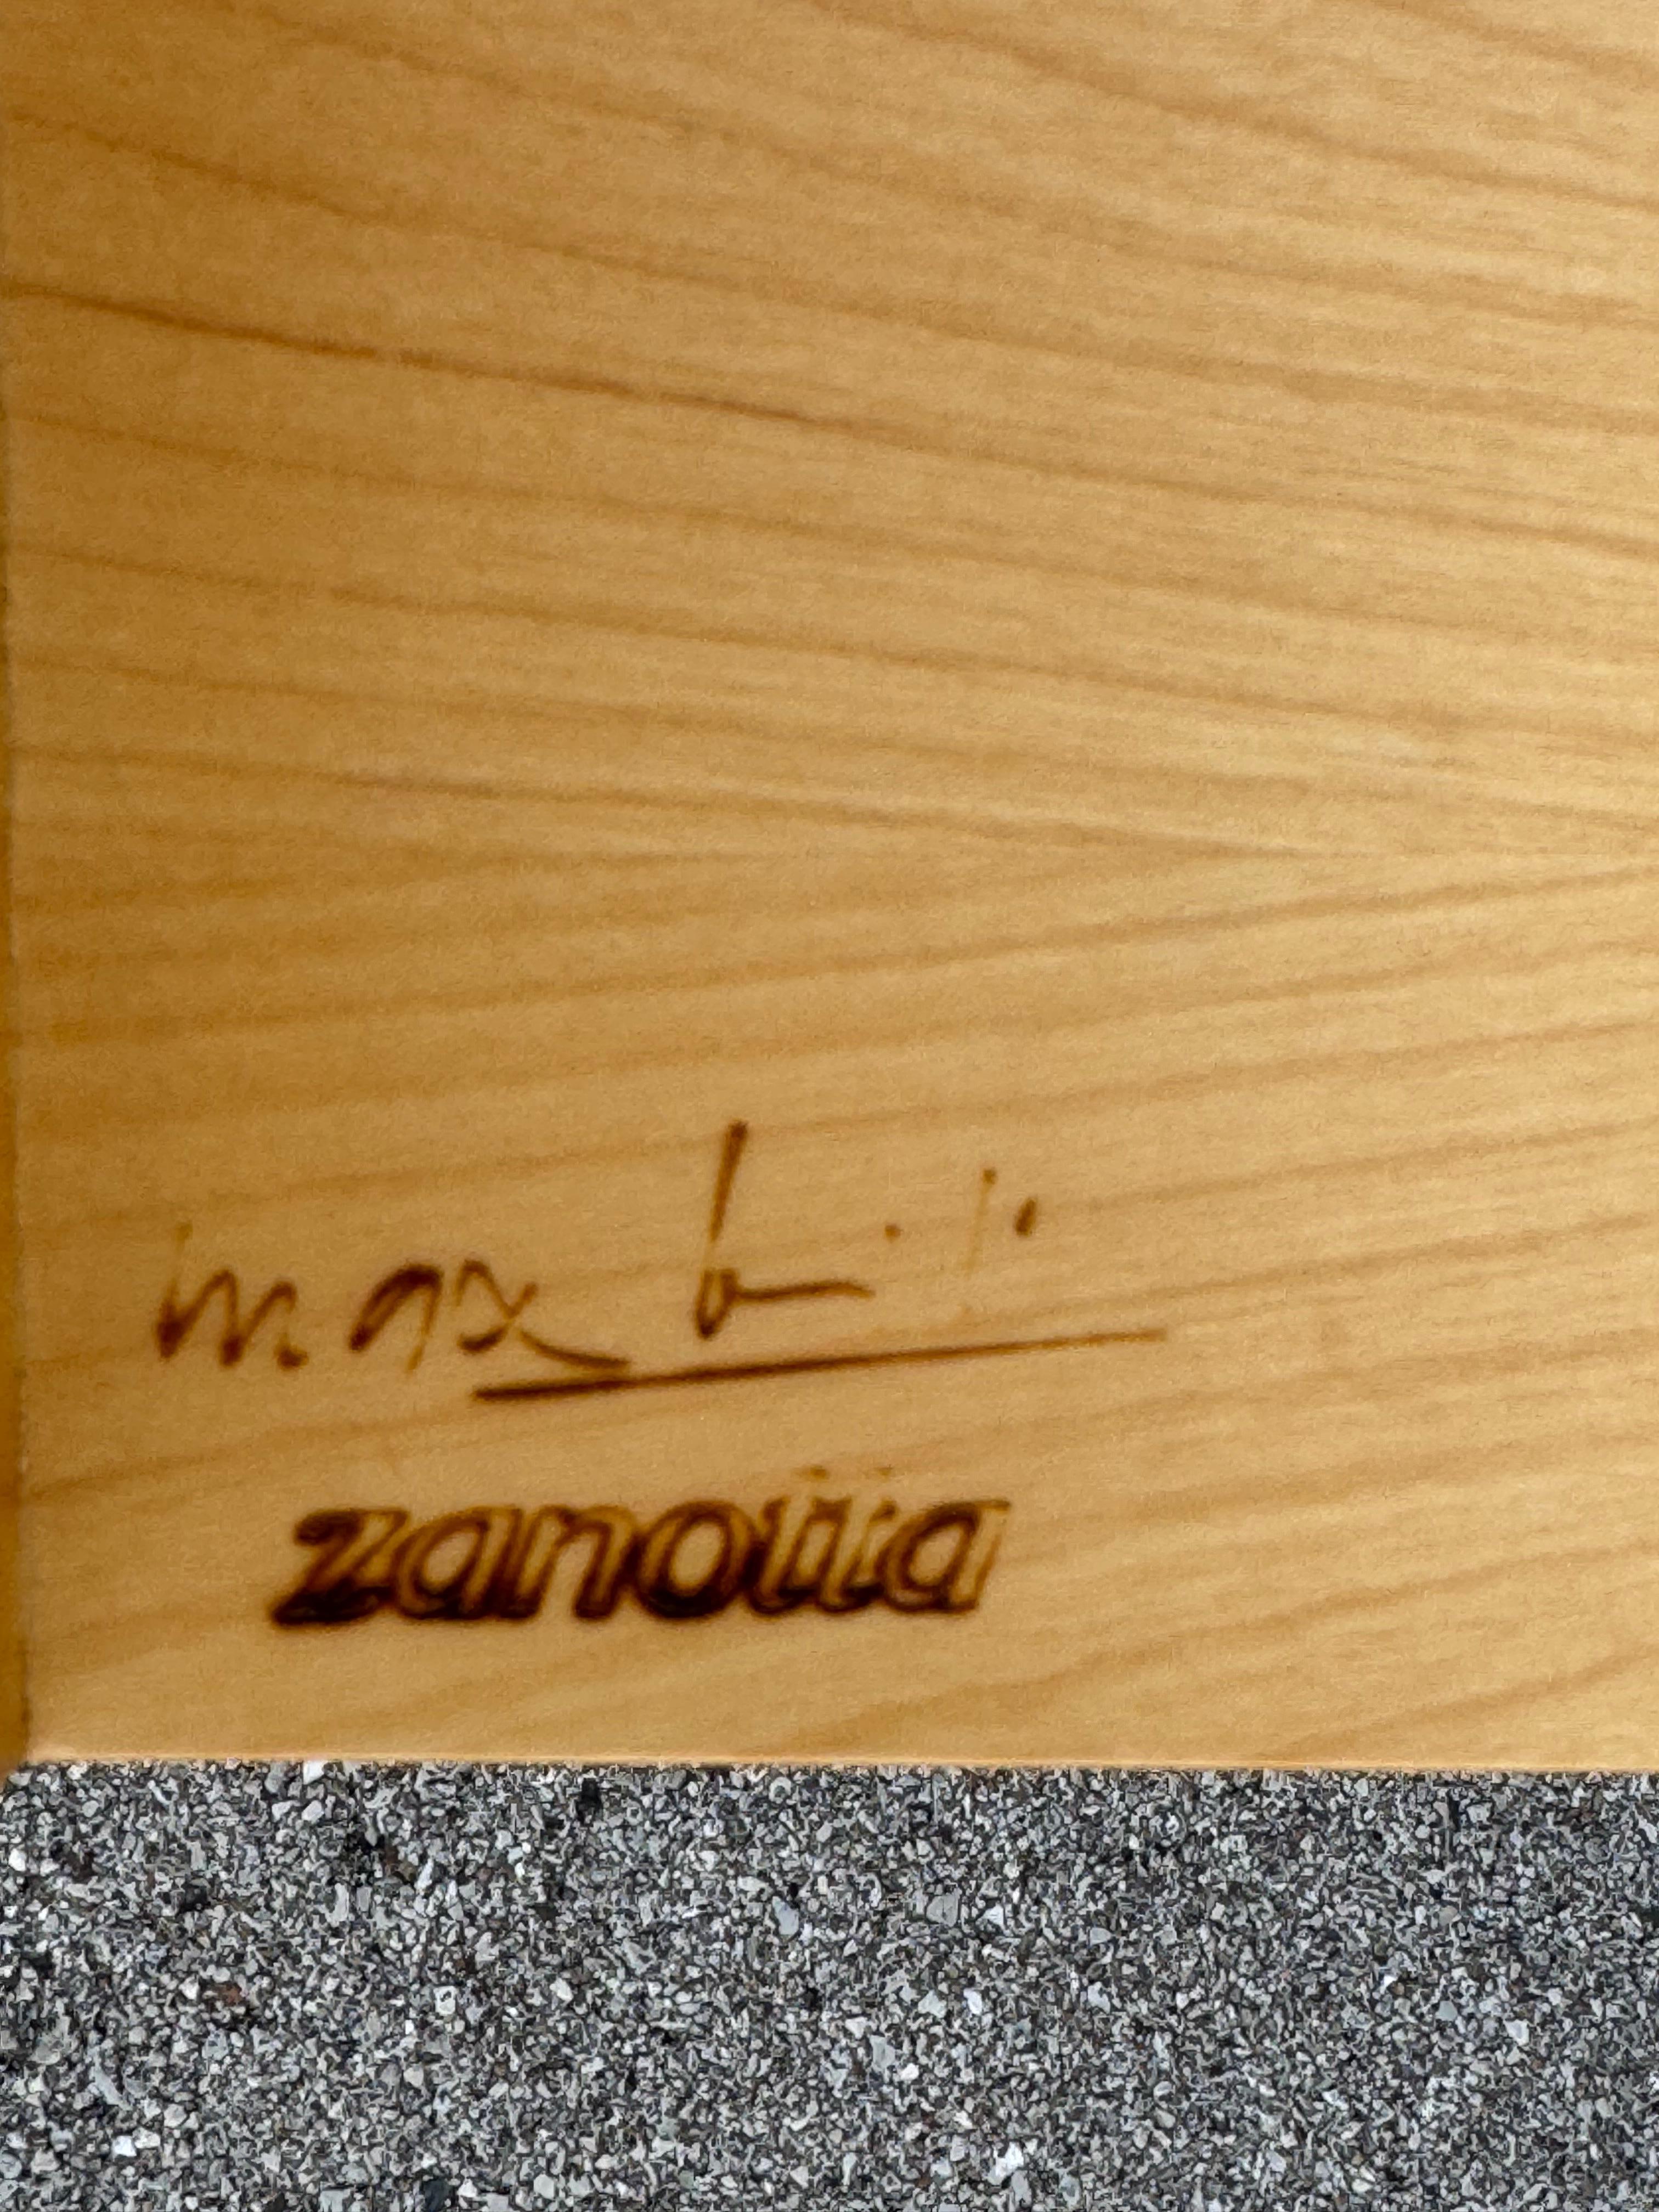 max bill
zanotta